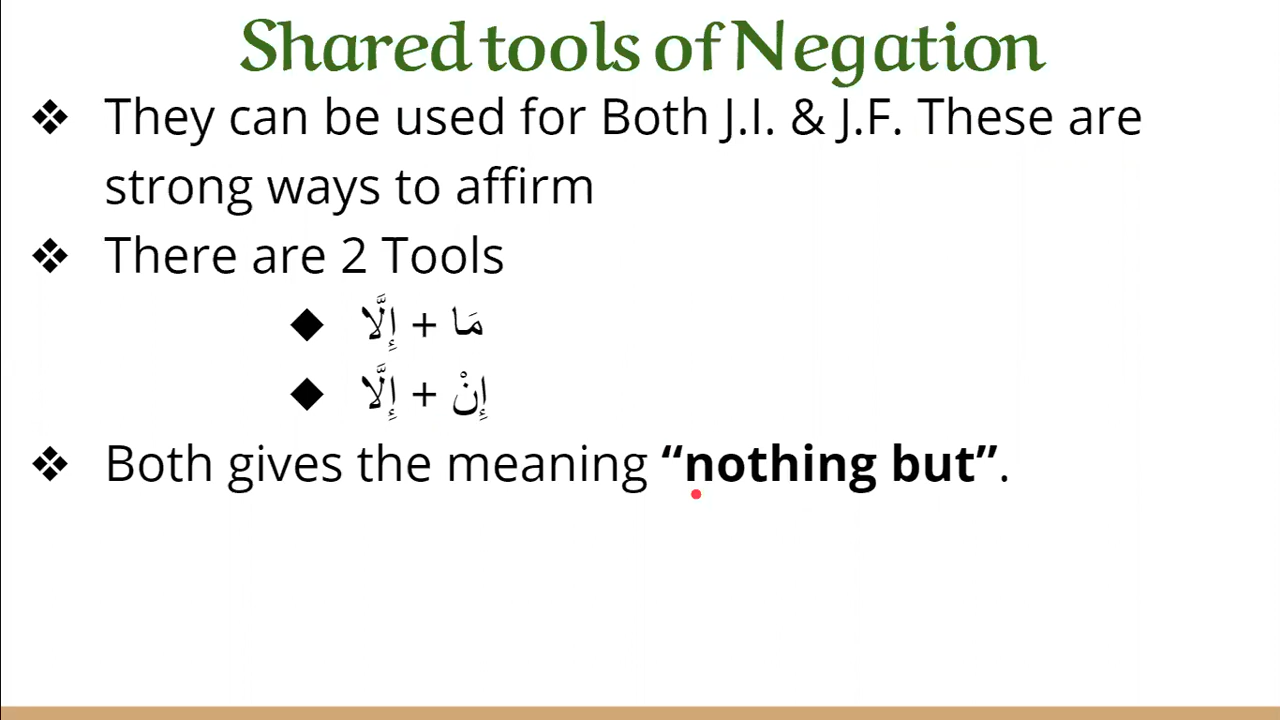 Shared tools of Negation
❖ They can be used for Both J.I. & J.F. These are
strong ways to affirm
❖ There are 2 Tools
◆ مَا + إِلَّا
◆ إِنْ + إِلَّا
❖ Both gives the meaning “nothing but”.